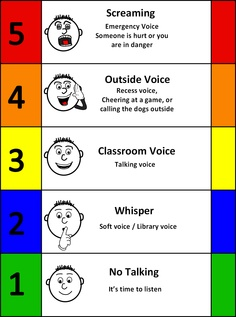 5
Screaming
Emergency Voice
Someone is hurt or you
are in danger
4
Outside Voice
Recess voice,
Cheering at a game, or
calling the dogs outside
3
Classroom Voice
Talking voice
2
Whisper
Soft voice / Library voice
1
No Talking
It's time to listen